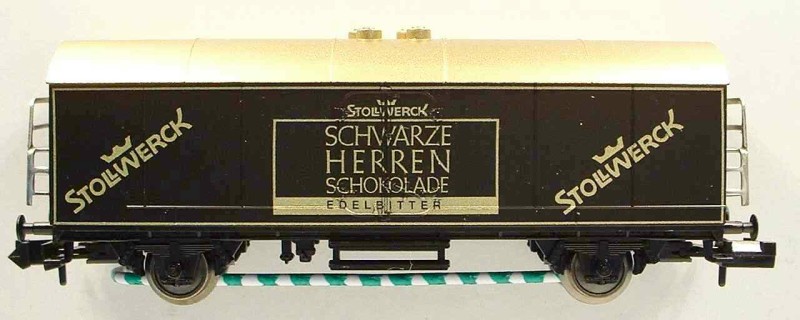 STOLLWERCK
STOLLWERCK
SCHWARZE
HERREN
SCHOKOLADE
EDELBITTER
STOLLWERCK